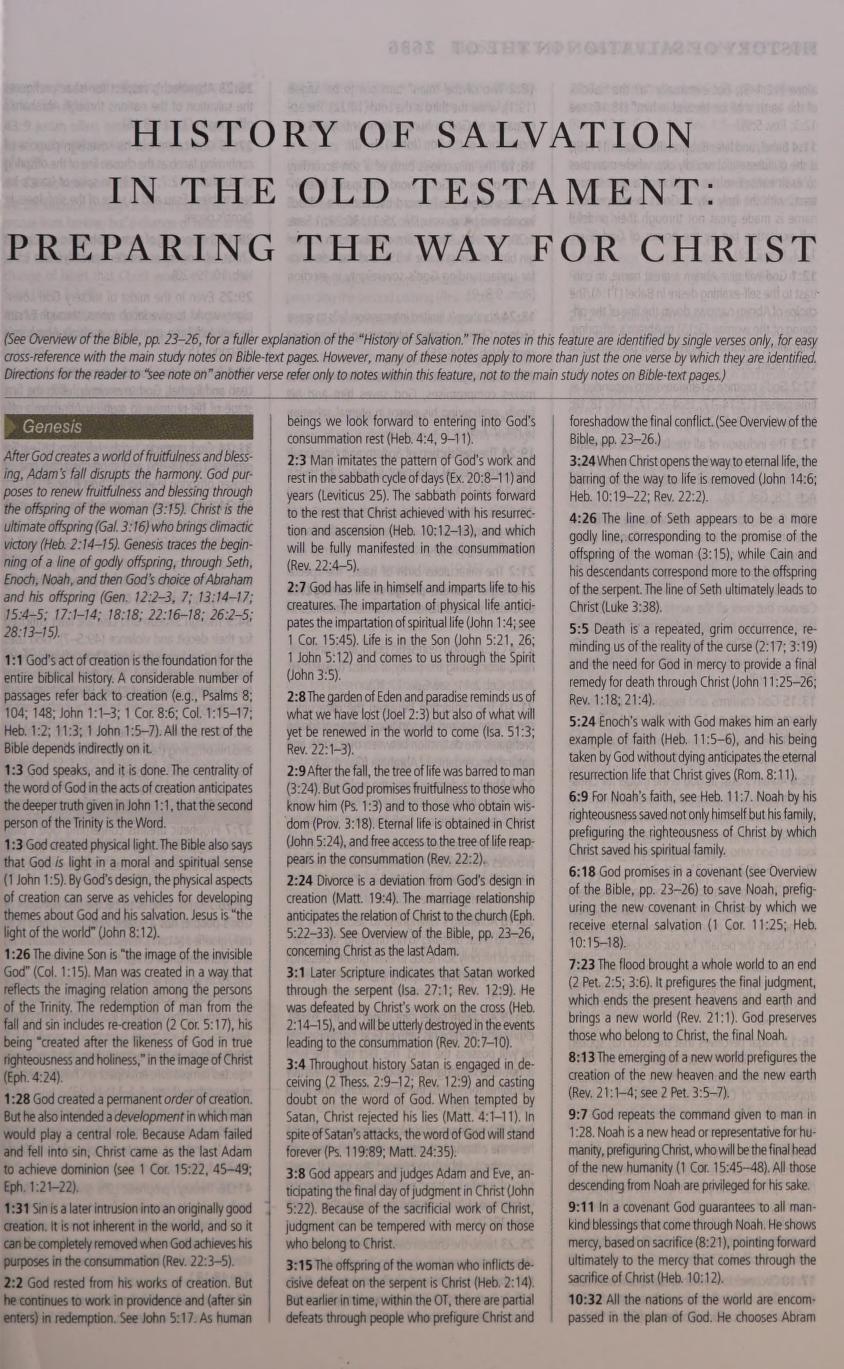 HISTORY OF SALVATION
IN THE OLD TESTAMENT:
PREPARING THE WAY FOR CHRIST
(See Overview of the Bible, pp. 23–26, for a fuller explanation of the “History of Salvation.” The notes in this feature are identified by single verses only, for easy
cross-reference with the main study notes on Bible-text pages. However, many of these notes apply to more than just the one verse by which they are identified.
Directions for the reader to “see note on” another verse refer only to notes within this feature, not to the main study notes on Bible-text pages.)
Genesis
After God creates a world of fruitfulness and bless-
ing, Adam’s fall disrupts the harmony. God pur-
poses to renew fruitfulness and blessing through
the offspring of the woman (3:15). Christ is the
ultimate offspring (Gal. 3:16) who brings climactic
victory (Heb. 2:14–15). Genesis traces the begin-
ning of a line of godly offspring, through Seth,
Enoch, Noah, and then God’s choice of Abraham
and his offspring (Gen. 12:2–3, 7; 13:14–17;
15:4–5; 17:1–14; 18:18; 22:16–18; 26:2–5;
28:13–15).
1:1 God’s act of creation is the foundation for the
entire biblical history. A considerable number of
passages refer back to creation (e.g., Psalms 8;
104; 148; John 1:1–3; 1 Cor. 8:6; Col. 1:15–17;
Heb. 1:2; 11:3; 1 John 1:5–7). All the rest of the
Bible depends indirectly on it.
1:3 God speaks, and it is done. The centrality of
the word of God in the acts of creation anticipates
the deeper truth given in John 1:1, that the second
person of the Trinity is the Word.
1:3 God created physical light. The Bible also says
that God is light in a moral and spiritual sense
(1 John 1:5). By God’s design, the physical aspects
of creation can serve as vehicles for developing
themes about God and his salvation. Jesus is “the
light of the world” (John 8:12).
1:26 The divine Son is “the image of the invisible
God” (Col. 1:15). Man was created in a way that
reflects the imaging relation among the persons
of the Trinity. The redemption of man from the
fall and sin includes re-creation (2 Cor. 5:17), his
being “created after the likeness of God in true
righteousness and holiness,” in the image of Christ
(Eph. 4:24).
1:28 God created a permanent order of creation.
But he also intended a development in which man
would play a central role. Because Adam failed
and fell into sin, Christ came as the last Adam
to achieve dominion (see 1 Cor. 15:22, 45–49;
Eph. 1:21–22).
1:31 Sin is a later intrusion into an originally good
creation. It is not inherent in the world, and so it
can be completely removed when God achieves his
purposes in the consummation (Rev. 22:3–5).
2:2 God rested from his works of creation. But
he continues to work in providence and (after sin
enters) in redemption. See John 5:17. As human
beings we look forward to entering into God’s
consummation rest (Heb. 4:4, 9–11).
2:3 Man imitates the pattern of God’s work and
rest in the sabbath cycle of days (Ex. 20:8–11) and
years (Leviticus 25). The sabbath points forward
to the rest that Christ achieved with his resurrec-
tion and ascension (Heb. 10:12–13), and which
will be fully manifested in the consummation
(Rev. 22:4–5).
2:7 God has life in himself and imparts life to his
creatures. The impartation of physical life antici-
pates the impartation of spiritual life (John 1:4; see
1 Cor. 15:45). Life is in the Son (John 5:21, 26;
1 John 5:12) and comes to us through the Spirit
(John 3:5).
2:8 The garden of Eden and paradise reminds us of
what we have lost (Joel 2:3) but also of what will
yet be renewed in the world to come (Isa. 51:3;
Rev. 22:1–3).
2:9 After the fall, the tree of life was barred to man
(3:24). But God promises fruitfulness to those who
know him (Ps. 1:3) and to those who obtain wis-
dom (Prov. 3:18). Eternal life is obtained in Christ
(John 5:24), and free access to the tree of life reap-
pears in the consummation (Rev. 22:2).
2:24 Divorce is a deviation from God’s design in
creation (Matt. 19:4). The marriage relationship
anticipates the relation of Christ to the church (Eph.
5:22–33). See Overview of the Bible, pp. 23–26,
concerning Christ as the last Adam.
3:1 Later Scripture indicates that Satan worked
through the serpent (Isa. 27:1; Rev. 12:9). He
was defeated by Christ’s work on the cross (Heb.
2:14–15), and will be utterly destroyed in the events
leading to the consummation (Rev. 20:7–10).
3:4 Throughout history Satan is engaged in de-
ceiving (2 Thess. 2:9–12; Rev. 12:9) and casting
doubt on the word of God. When tempted by
Satan, Christ rejected his lies (Matt. 4:1–11). In
spite of Satan’s attacks, the word of God will stand
forever (Ps. 119:89; Matt. 24:35).
3:8 God appears and judges Adam and Eve, an-
ticipating the final day of judgment in Christ (John
5:22). Because of the sacrificial work of Christ,
judgment can be tempered with mercy on those
who belong to Christ.
3:15 The offspring of the woman who inflicts de-
cisive defeat on the serpent is Christ (Heb. 2:14).
But earlier in time, within the OT, there are partial
defeats through people who prefigure Christ and
foreshadow the final conflict. (See Overview of the
Bible, pp. 23–26.)
3:24 When Christ opens the way to eternal life, the
barring of the way to life is removed (John 14:6;
Heb. 10:19–22; Rev. 22:2).
4:26 The line of Seth appears to be a more
godly line, corresponding to the promise of the
offspring of the woman (3:15), while Cain and
his descendants correspond more to the offspring
of the serpent. The line of Seth ultimately leads to
Christ (Luke 3:38).
5:5 Death is a repeated, grim occurrence, re-
minding us of the reality of the curse (2:17; 3:19)
and the need for God in mercy to provide a final
remedy for death through Christ (John 11:25–26;
Rev. 1:18; 21:4).
5:24 Enoch’s walk with God makes him an early
example of faith (Heb. 11:5–6), and his being
taken by God without dying anticipates the eternal
resurrection life that Christ gives (Rom. 8:11).
6:9 For Noah’s faith, see Heb. 11:7. Noah by his
righteousness saved not only himself but his family,
prefiguring the righteousness of Christ by which
Christ saved his spiritual family.
6:18 God promises in a covenant (see Overview
of the Bible, pp. 23–26) to save Noah, prefig-
uring the new covenant in Christ by which we
receive eternal salvation (1 Cor. 11:25; Heb.
10:15–18).
7:23 The flood brought a whole world to an end
(2 Pet. 2:5; 3:6). It prefigures the final judgment,
which ends the present heavens and earth and
brings a new world (Rev. 21:1). God preserves
those who belong to Christ, the final Noah.
8:13 The emerging of a new world prefigures the
creation of the new heaven and the new earth
(Rev. 21:1–4; see 2 Pet. 3:5–7).
9:7 God repeats the command given to man in
1:28. Noah is a new head or representative for hu-
manity, prefiguring Christ, who will be the final head
of the new humanity (1 Cor. 15:45–48). All those
descending from Noah are privileged for his sake.
9:11 In a covenant God guarantees to all man-
kind blessings that come through Noah. He shows
mercy, based on sacrifice (8:21), pointing forward
ultimately to the mercy that comes through the
sacrifice of Christ (Heb. 10:12).
10:32 All the nations of the world are encom-
passed in the plan of God. He chooses Abram